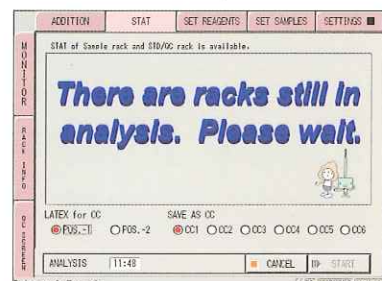 ADDITION STAT SET REAGENTS SET SAMPLES SETTINGS
MONITOR
STAT of Sample rack and STD/QC rack is available.
There are racks still in
analysis. Please wait.
RACK INFO
QC SCREEN
LATEX for CC SAVE AS CC
POS.-1 POS.-2 CC1 CC2 CC3 CC4 CC5 CC6
ANALYSIS 11:48 CANCEL START